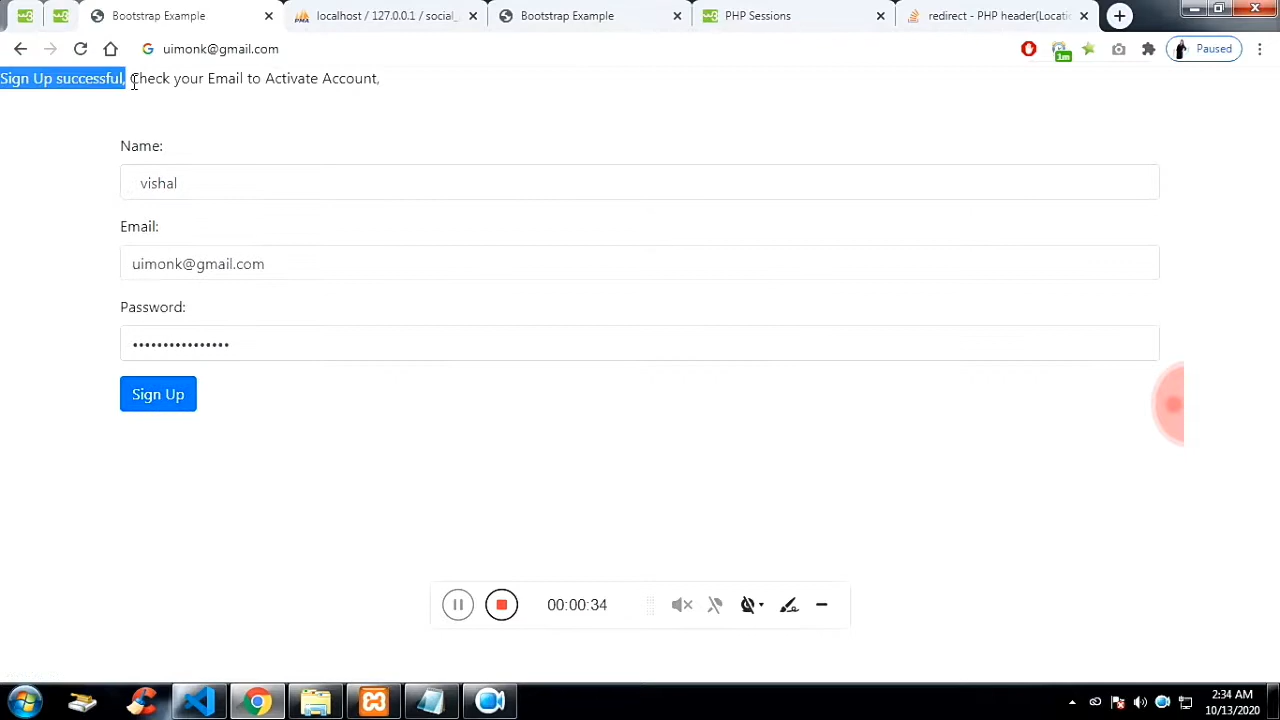 Bootstrap Example
localhost / 127.0.0.1 / social_
Bootstrap Example
PHP Sessions
redirect - PHP header(Locatio
uimonk@gmail.com
1m
Paused
Sign Up successful, Check your Email to Activate Account,
Name:
vishal
Email:
uimonk@gmail.com
Password:
••••••••••••••••
Sign Up
00:00:34
2:34 AM
10/13/2020